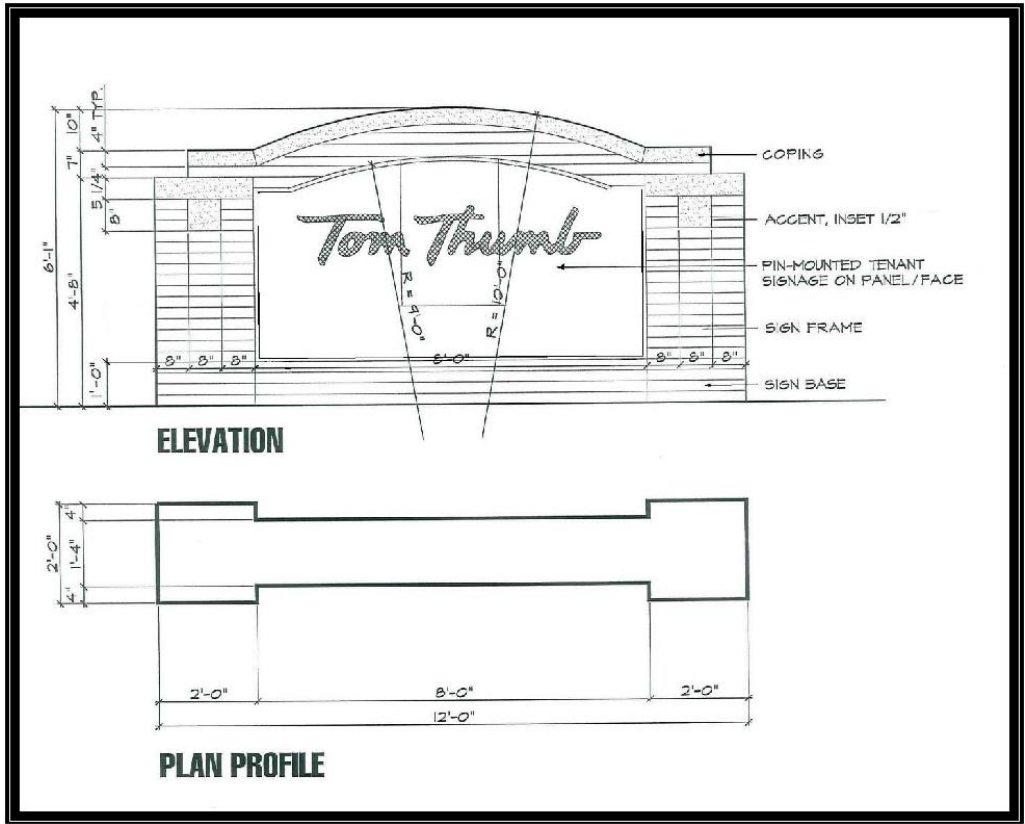 10"
4" TYP.
7"
5 1/4"
8"
6'-1"
4'-8"
1'-0"
COPING
ACCENT, INSET 1/2"
Tom Thumb
PIN-MOUNTED TENANT
SIGNAGE ON PANEL/FACE
R = 9'-0"
R = 10'-0"
SIGN FRAME
8" 8" 8" 8'-0" 8" 8" 8"
SIGN BASE
ELEVATION
2'-0"
4"
1'-4"
4"
2'-0" 8'-0" 2'-0"
12'-0"
PLAN PROFILE